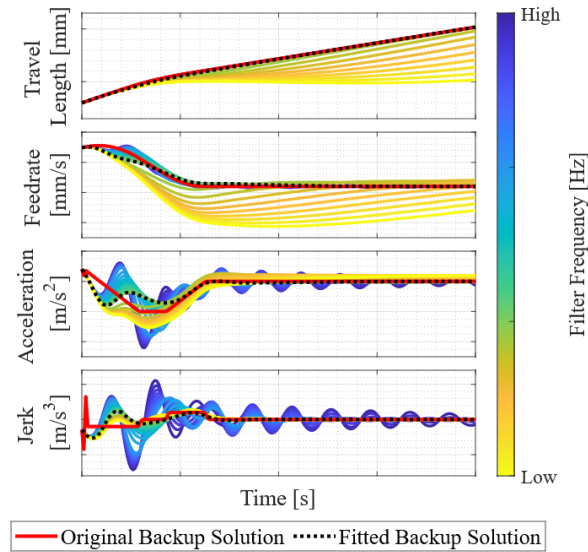 Travel
Length [mm]
Feedrate
[mm/s]
Acceleration
[m/s²]
Jerk
[m/s³]
Time [s]
High
Filter Frequency [Hz]
Low
Original Backup Solution
Fitted Backup Solution